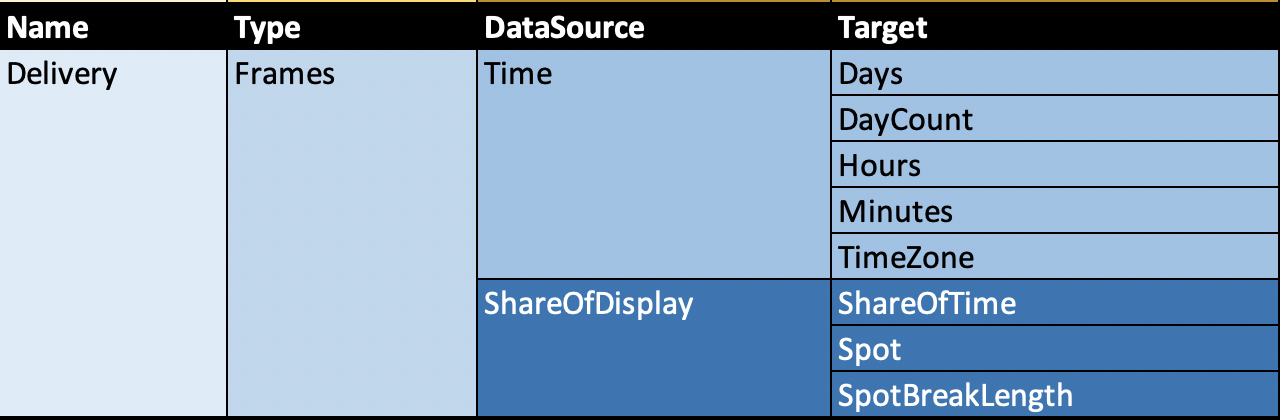 Name Type DataSource Target
Delivery Frames Time Days
DayCount
Hours
Minutes
TimeZone
ShareOfDisplay ShareOfTime
Spot
SpotBreakLength